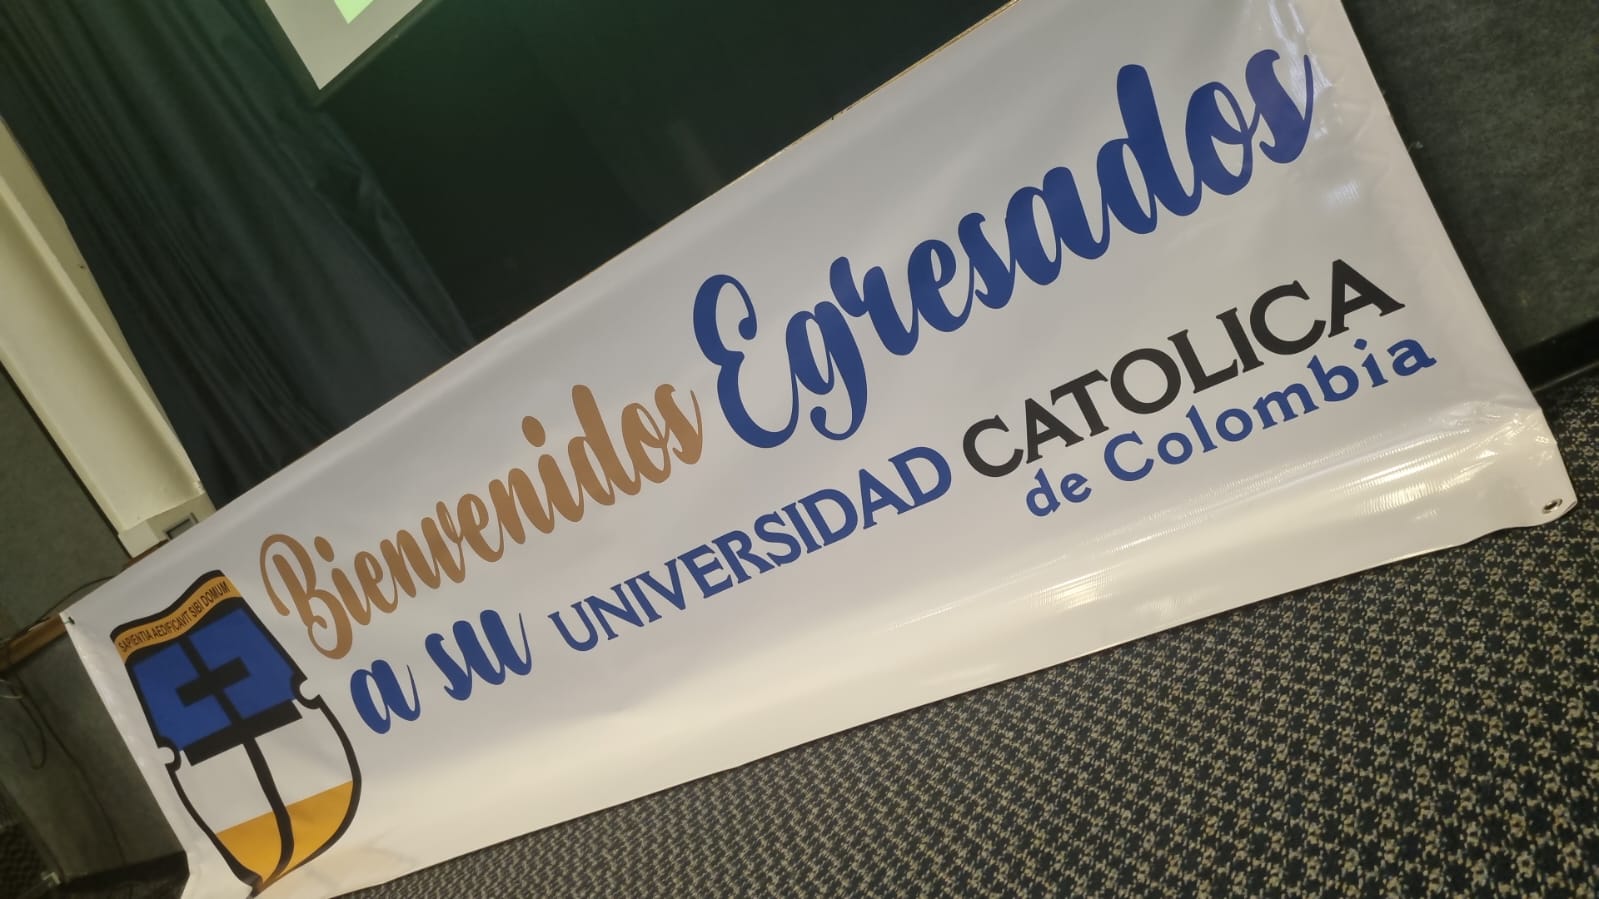 Bienvenidos Egresados
a su UNIVERSIDAD CATOLICA
de Colombia
SAPIENTIA AEDIFICAVIT SIBI DOMUM